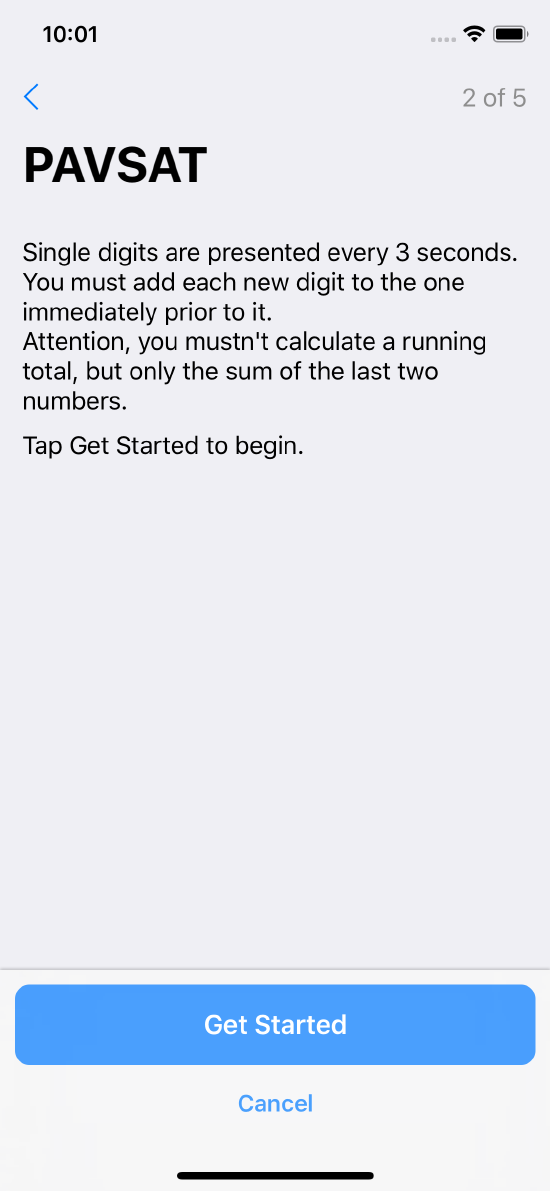 10:01
2 of 5
PAVSAT
Single digits are presented every 3 seconds.
You must add each new digit to the one
immediately prior to it.
Attention, you mustn't calculate a running
total, but only the sum of the last two
numbers.
Tap Get Started to begin.
Get Started
Cancel